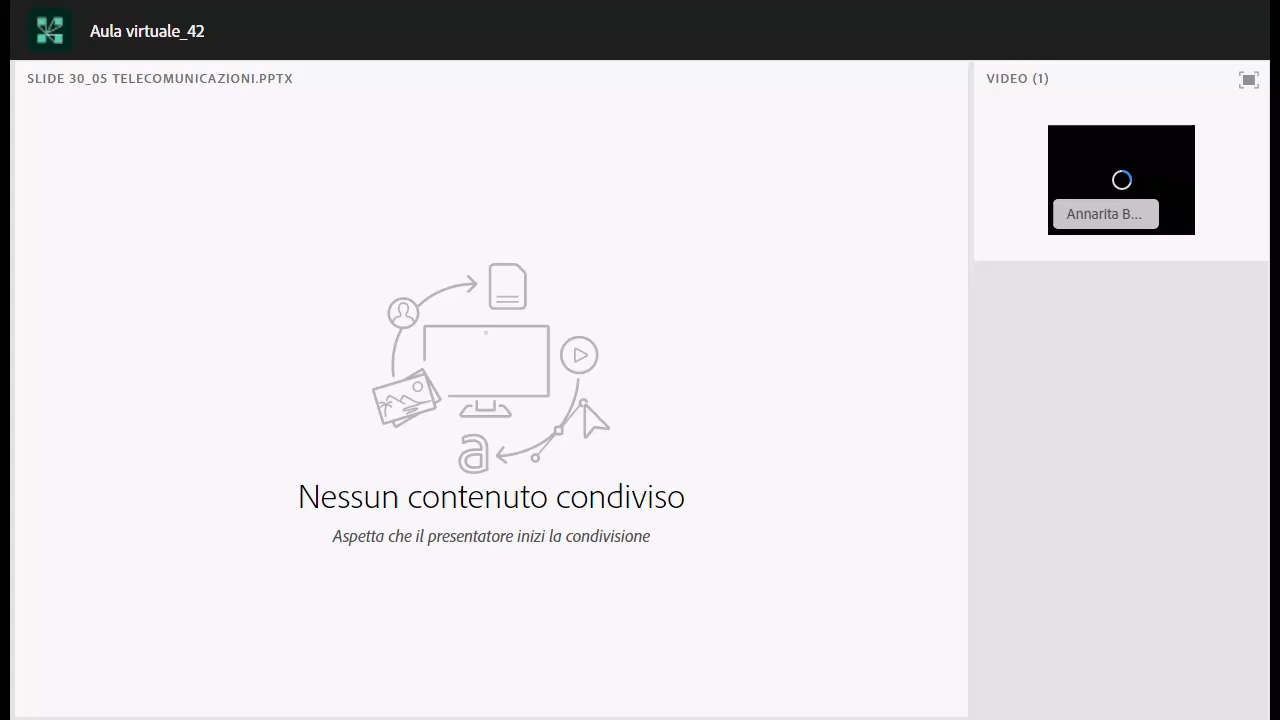 Aula virtuale_42
SLIDE 30_05 TELECOMUNICAZIONI.PPTX
VIDEO (1)
Annarita B...
a
Nessun contenuto condiviso
Aspetta che il presentatore inizi la condivisione